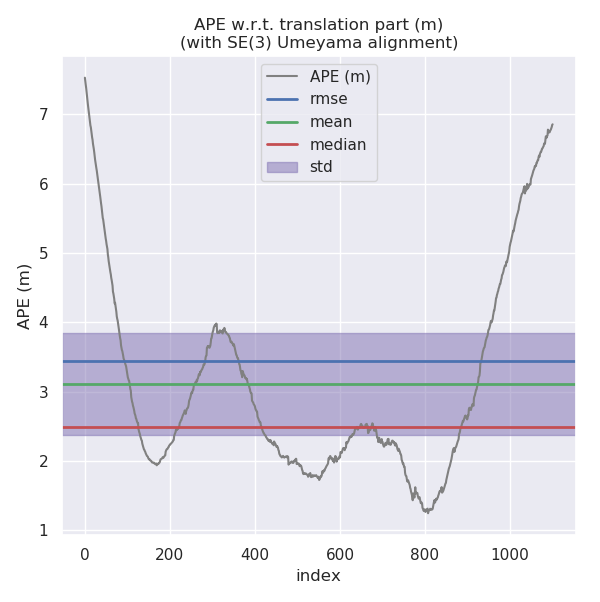 APE w.r.t. translation part (m)
(with SE(3) Umeyama alignment)
APE (m)
rmse
mean
median
std
APE (m)
7
6
5
4
3
2
1
0
200
400
600
800
1000
index